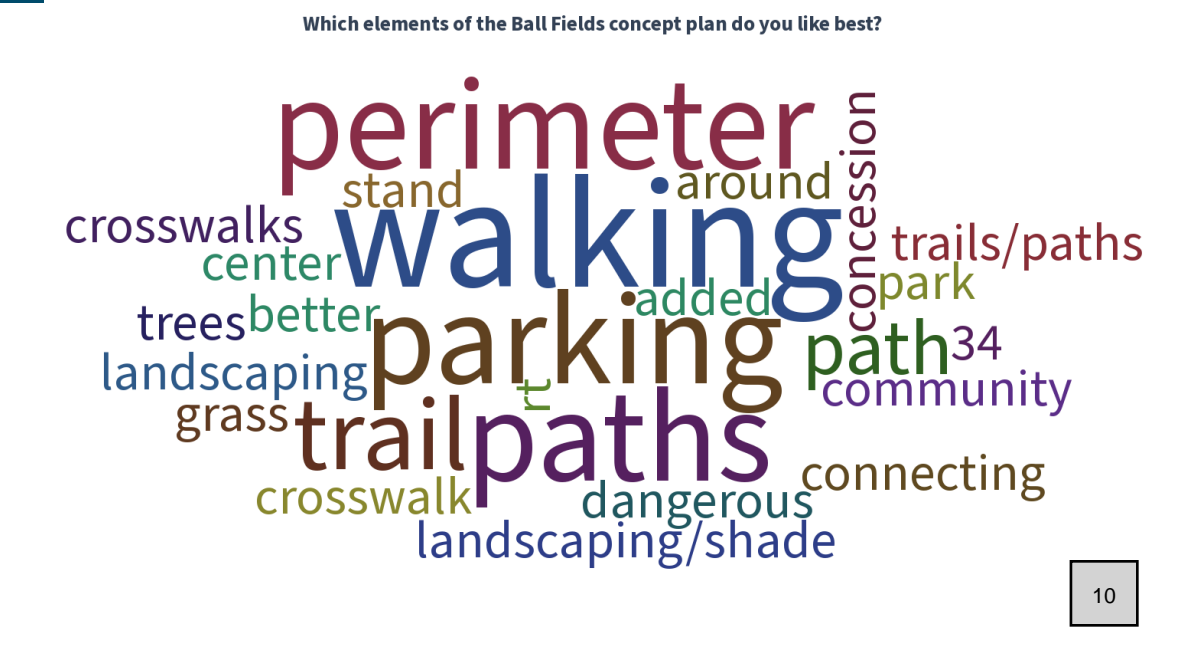 Which elements of the Ball Fields concept plan do you like best?
perimeter
concession
stand
around
walking
crosswalks
trails/paths
center
park
added
better
trees
parking
path
34
landscaping
community
rt
grass
trail
paths
connecting
crosswalk
dangerous
landscaping/shade
10